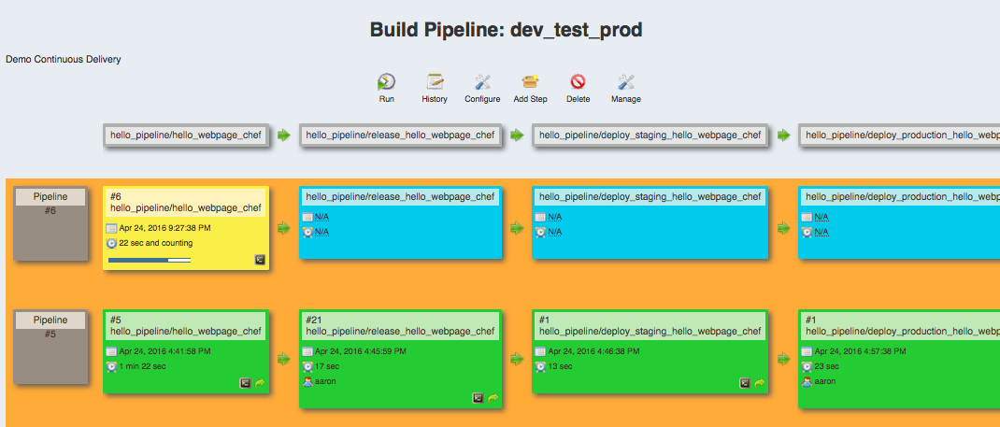 Build Pipeline: dev_test_prod
Demo Continuous Delivery
Run History Configure Add Step Delete Manage
hello_pipeline/hello_webpage_chef hello_pipeline/release_hello_webpage_chef hello_pipeline/deploy_staging_hello_webpage_chef hello_pipeline/deploy_production_hello_webp
Pipeline
#6
#6
hello_pipeline/hello_webpage_chef
Apr 24, 2016 9:27:38 PM
22 sec and counting
hello_pipeline/release_hello_webpage_chef
N/A
N/A
hello_pipeline/deploy_staging_hello_webpage_chef
N/A
N/A
hello_pipeline/deploy_production_hello_webp
N/A
N/A
Pipeline
#5
#5
hello_pipeline/hello_webpage_chef
Apr 24, 2016 4:41:58 PM
1 min 22 sec
#21
hello_pipeline/release_hello_webpage_chef
Apr 24, 2016 4:45:59 PM
17 sec
aaron
#1
hello_pipeline/deploy_staging_hello_webpage_chef
Apr 24, 2016 4:46:38 PM
13 sec
#1
hello_pipeline/deploy_production_hello_webp
Apr 24, 2016 4:57:38 PM
23 sec
aaron